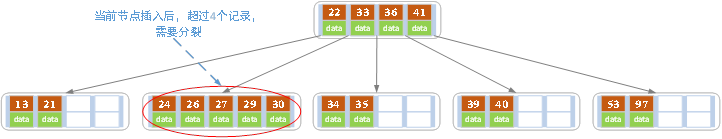 当前节点插入后，超过4个记录，
需要分裂
22 33 36 41
data data data data
13 21
data data
24 26 27 29 30
data data data data data
34 35
data data
39 40
data data
53 97
data data